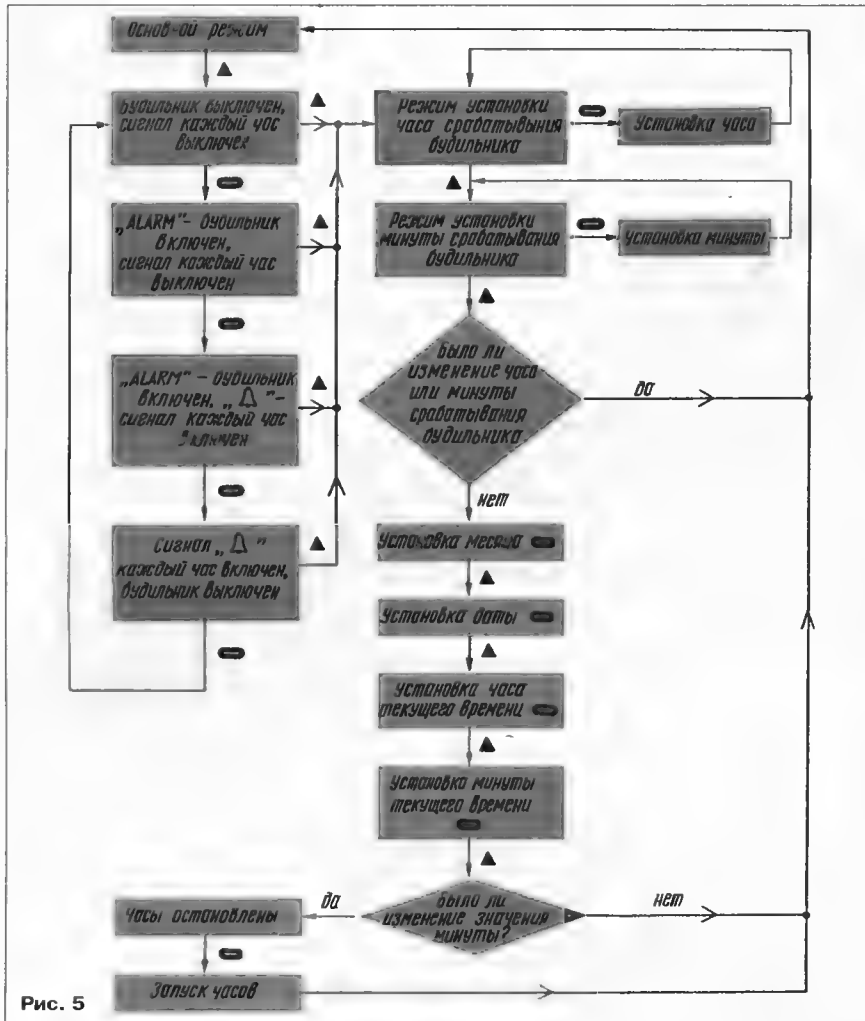 Основ-ой режим
Будильник выключен,
сигнал каждый час
выключен
„ALARM"- будильник
включен,
сигнал каждый час
выключен
„ALARM" - будильник
включен, „ "-
сигнал каждый час
включен
Сигнал „ "
каждый час включен,
будильник выключен
Режим установки
часа срабатывыния
будильника
Установка часа
Режим установки
минуты срабатывания
будильника
Установка минуты
Было ли
изменение часа
или минуты
срабатывания
будильника
да
нет
Установка месяца
Установка даты
Установка часа
текущего времени
Установка минуты
текущего времени
Было ли
изменение значения
минуты?
да
нет
Часы остановлены
Запуск часов
Рис. 5